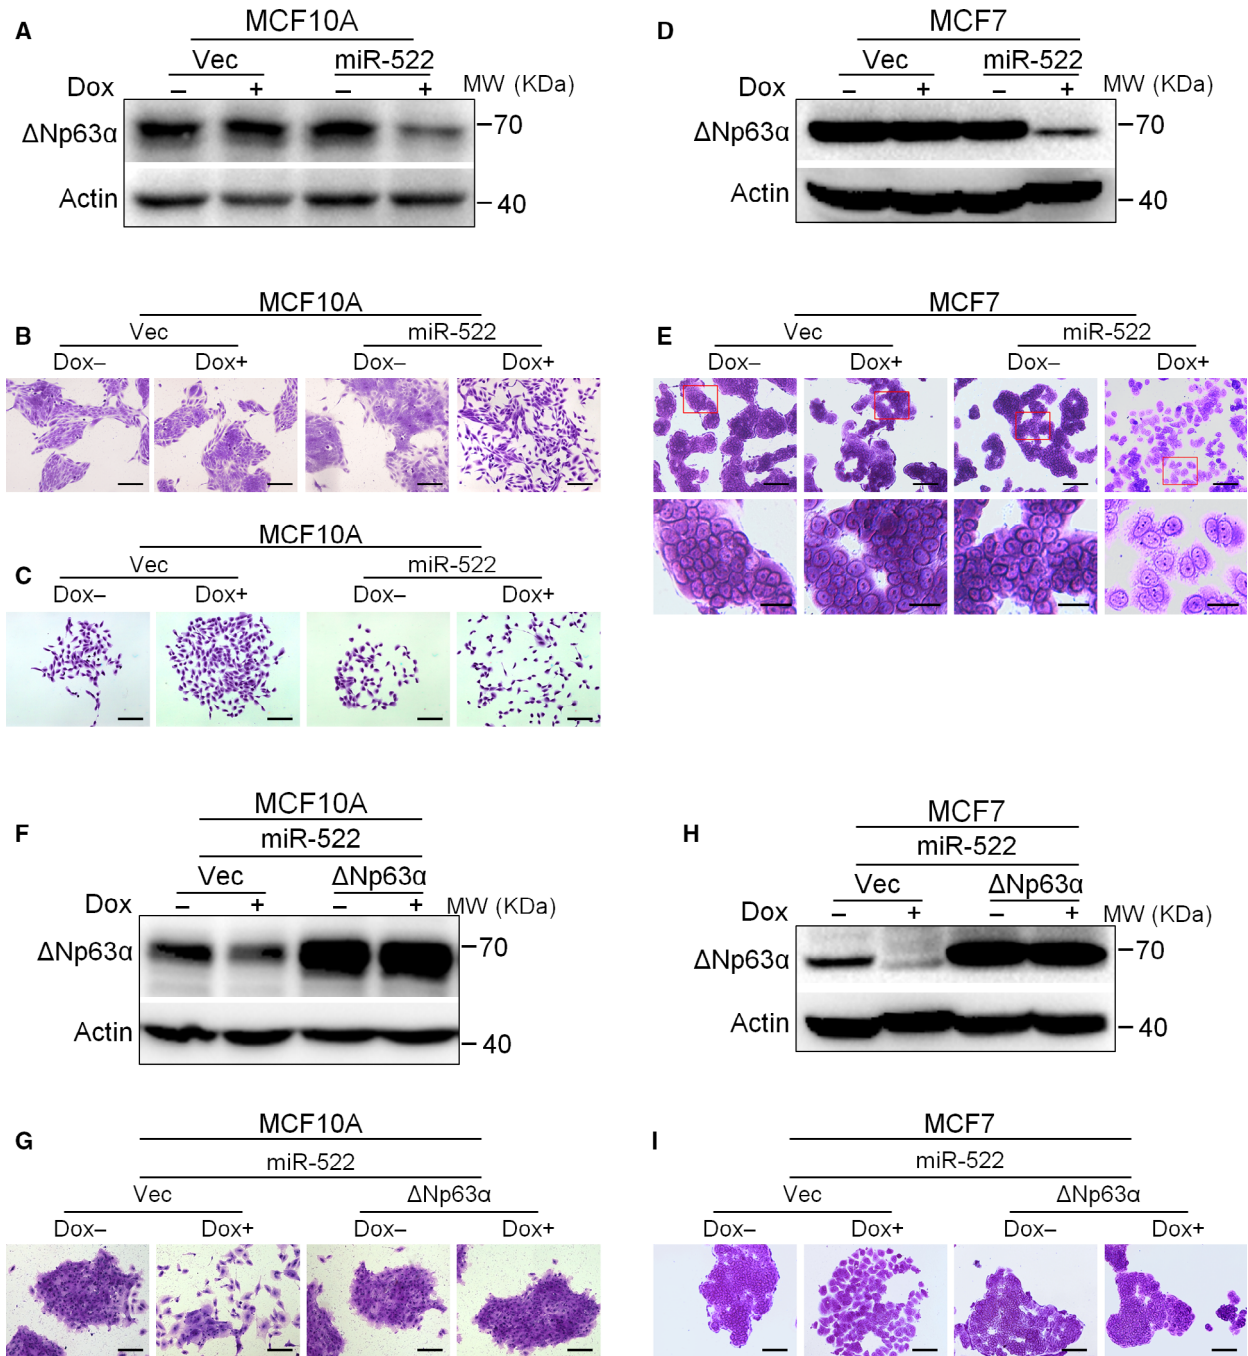 A
MCF10A
Vec miR-522
Dox – + – + MW (KDa)
ΔNp63α –70
Actin –40
D
MCF7
Vec miR-522
Dox – + – + MW (KDa)
ΔNp63α –70
Actin –40
B
MCF10A
Vec miR-522
Dox– Dox+ Dox– Dox+
C
MCF10A
Vec miR-522
Dox– Dox+ Dox– Dox+
E
MCF7
Vec miR-522
Dox– Dox+ Dox– Dox+
F
MCF10A
miR-522
Vec ΔNp63α
Dox – + – + MW (KDa)
ΔNp63α –70
Actin –40
H
MCF7
miR-522
Vec ΔNp63α
Dox – + – + MW (KDa)
ΔNp63α –70
Actin –40
G
MCF10A
miR-522
Vec ΔNp63α
Dox– Dox+ Dox– Dox+
I
MCF7
miR-522
Vec ΔNp63α
Dox– Dox+ Dox– Dox+